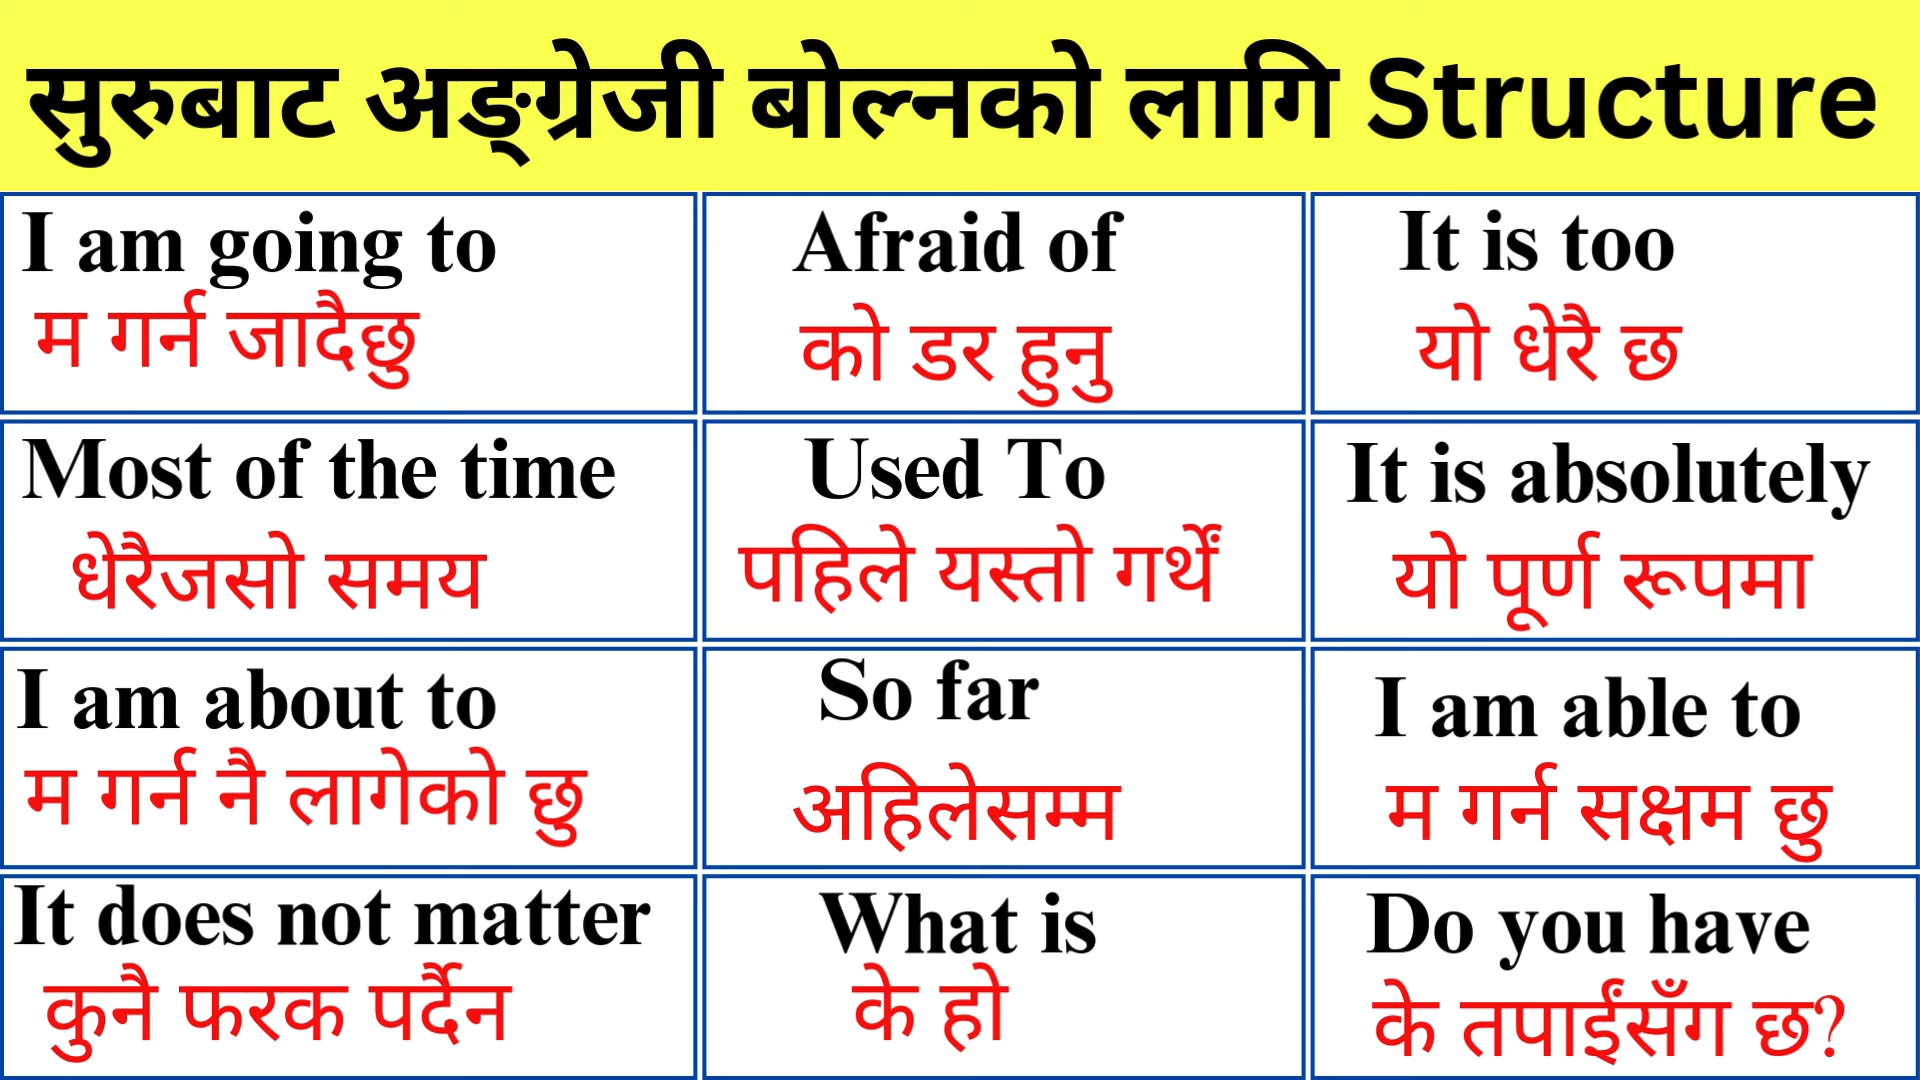 सुरुबाट अङ्ग्रेजी बोल्नको लागि Structure
I am going to
म गर्न जादैछु
Afraid of
को डर हुनु
It is too
यो धेरै छ
Most of the time
धेरैजसो समय
Used To
पहिले यस्तो गर्थें
It is absolutely
यो पूर्ण रूपमा
I am about to
म गर्न नै लागेको छु
So far
अहिलेसम्म
I am able to
म गर्न सक्षम छु
It does not matter
कुनै फरक पर्दैन
What is
के हो
Do you have
के तपाईंसँग छ?